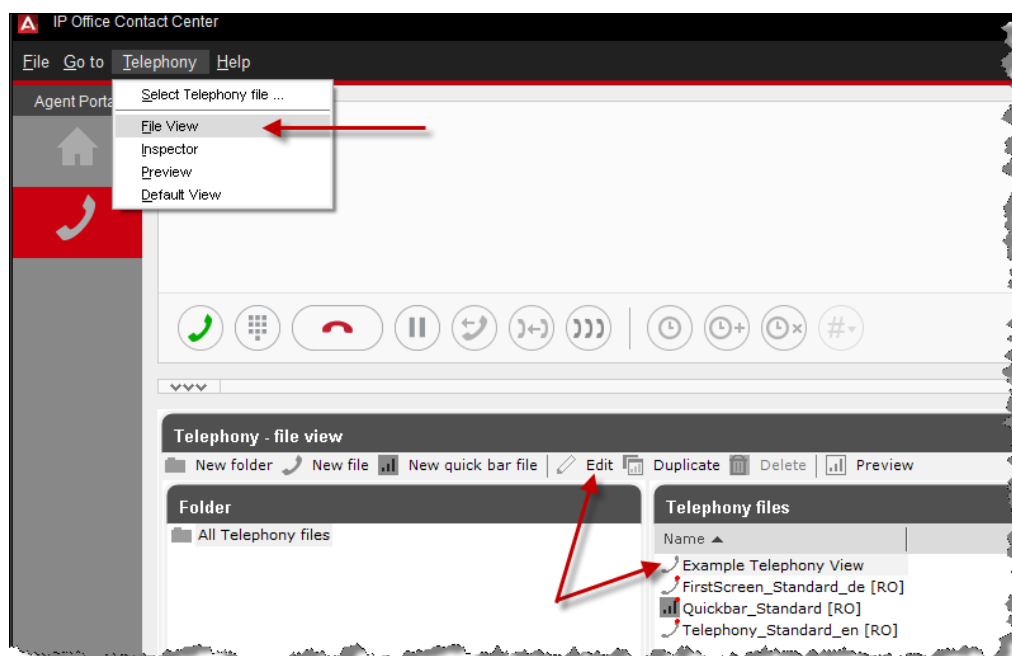 IP Office Contact Center
File Go to Telephony Help
Agent Porta
Select Telephony file ...
File View
Inspector
Preview
Default View
#
Telephony - file view
New folder New file New quick bar file Edit Duplicate Delete Preview
Folder Telephony files
All Telephony files Name
Example Telephony View
FirstScreen_Standard_de [RO]
Quickbar_Standard [RO]
Telephony_Standard_en [RO]